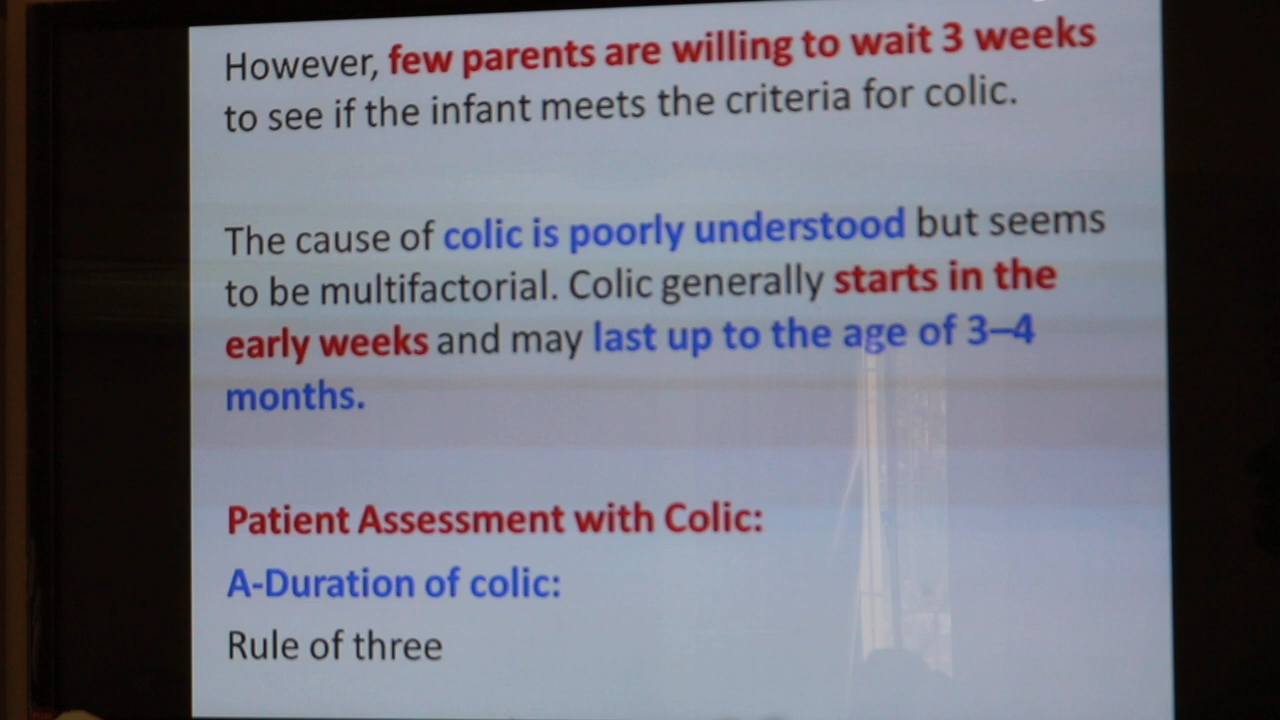 However, few parents are willing to wait 3 weeks
to see if the infant meets the criteria for colic.
The cause of colic is poorly understood but seems
to be multifactorial. Colic generally starts in the
early weeks and may last up to the age of 3–4
months.
Patient Assessment with Colic:
A-Duration of colic:
Rule of three